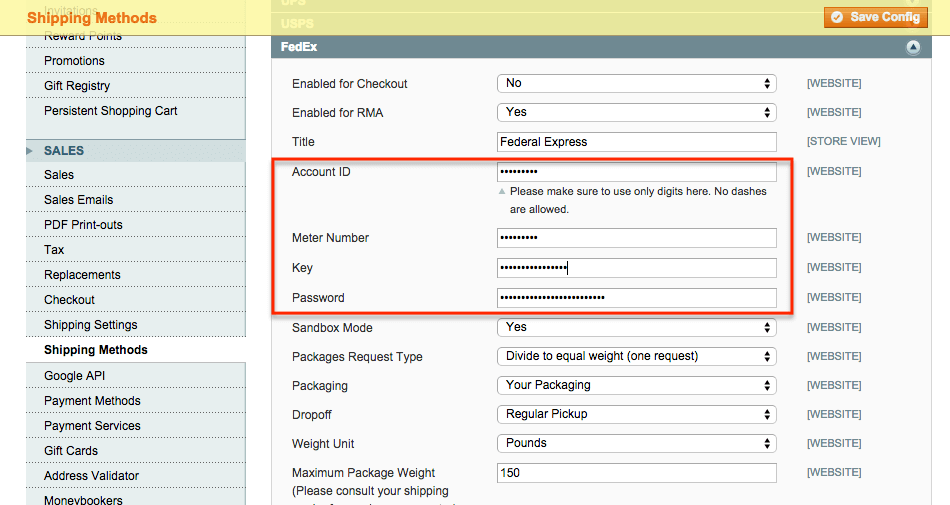 Invitations
Shipping Methods
Reward Points
Promotions
Gift Registry
Persistent Shopping Cart
SALES
Sales
Sales Emails
PDF Print-outs
Tax
Replacements
Checkout
Shipping Settings
Shipping Methods
Google API
Payment Methods
Payment Services
Gift Cards
Address Validator
Moneybookers
UPS
USPS
Save Config
FedEx
Enabled for Checkout No [WEBSITE]
Enabled for RMA Yes [WEBSITE]
Title Federal Express [STORE VIEW]
Account ID ••••••••• [WEBSITE]
Please make sure to use only digits here. No dashes
are allowed.
Meter Number ••••••••• [WEBSITE]
Key •••••••••••••••• [WEBSITE]
Password ••••••••••••••••••••••••• [WEBSITE]
Sandbox Mode Yes [WEBSITE]
Packages Request Type Divide to equal weight (one request) [WEBSITE]
Packaging Your Packaging [WEBSITE]
Dropoff Regular Pickup [WEBSITE]
Weight Unit Pounds [WEBSITE]
Maximum Package Weight 150 [WEBSITE]
(Please consult your shipping